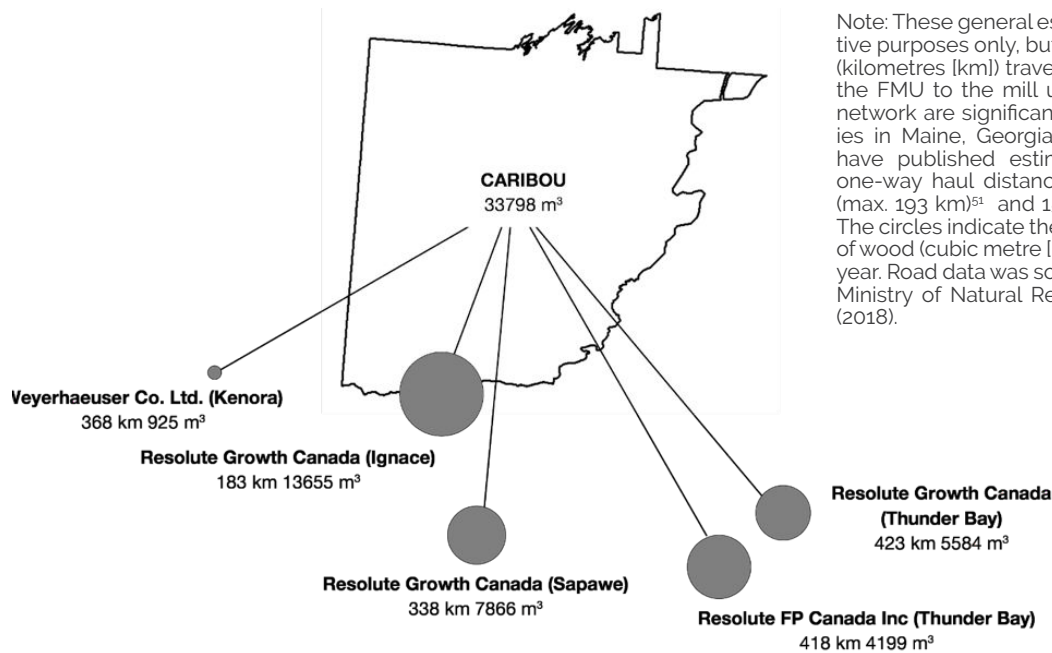 Note: These general es
tive purposes only, but
(kilometres [km]) trave
the FMU to the mill u
network are significan
ies in Maine, Georgia
have published estin
one-way haul distanc
(max. 193 km)⁵¹ and 1
The circles indicate the
of wood (cubic metre [
year. Road data was so
Ministry of Natural Re
(2018).
CARIBOU
33798 m³
Weyerhaeuser Co. Ltd. (Kenora)
368 km 925 m³
Resolute Growth Canada (Ignace)
183 km 13655 m³
Resolute Growth Canada
(Thunder Bay)
423 km 5584 m³
Resolute Growth Canada (Sapawe)
338 km 7866 m³
Resolute FP Canada Inc (Thunder Bay)
418 km 4199 m³